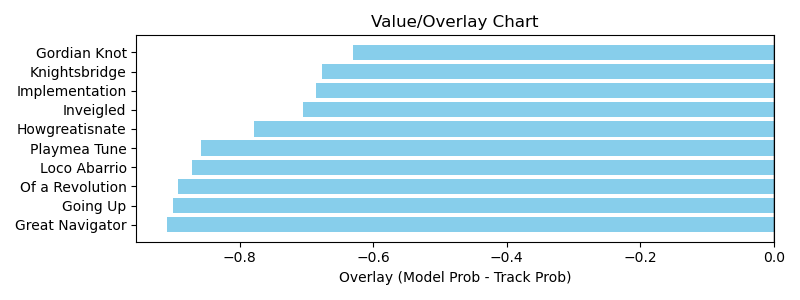 Value/Overlay Chart
Gordian Knot
Knightsbridge
Implementation
Inveigled
Howgreatisnate
Playmea Tune
Loco Abarrio
Of a Revolution
Going Up
Great Navigator
−0.8 −0.6 −0.4 −0.2 0.0
Overlay (Model Prob - Track Prob)